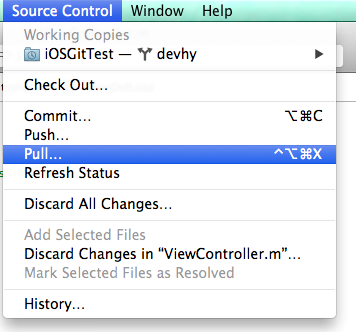 Source Control Window Help
Working Copies
iOSGitTest — devhy
Check Out...
Commit... ⌥⌘C
Push...
Pull... ^⌥⌘X
Refresh Status
Discard All Changes...
Add Selected Files
Discard Changes in “ViewController.m”...
Mark Selected Files as Resolved
History...